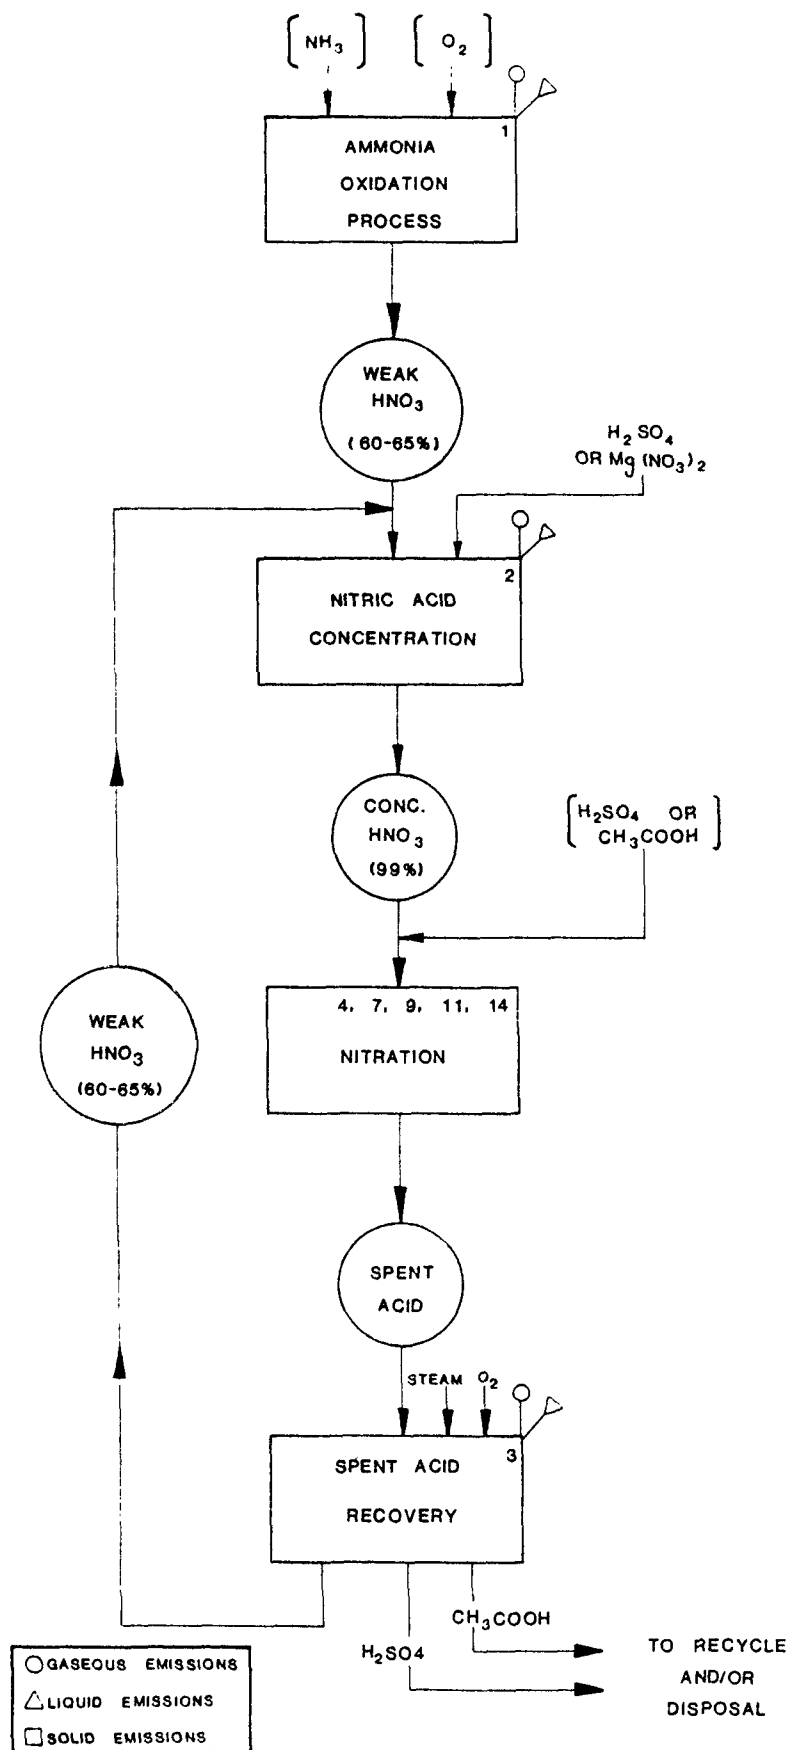 [NH3] [O2]
1
AMMONIA
OXIDATION
PROCESS
WEAK
HNO3
(60-65%)
H2SO4
OR Mg(NO3)2
2
NITRIC ACID
CONCENTRATION
CONC.
HNO3
(99%)
[H2SO4 OR
CH3COOH]
4, 7, 9, 11, 14
NITRATION
WEAK
HNO3
(60-65%)
SPENT
ACID
STEAM O2
3
SPENT ACID
RECOVERY
CH3COOH
H2SO4
TO RECYCLE
AND/OR
DISPOSAL
GASEOUS EMISSIONS
LIQUID EMISSIONS
SOLID EMISSIONS